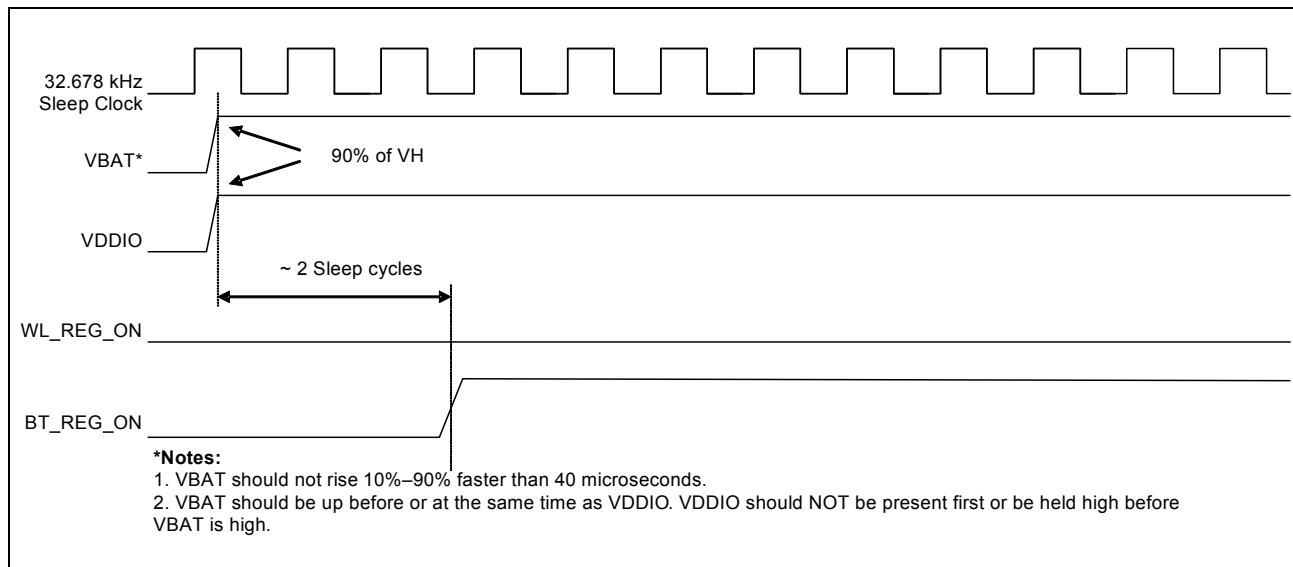 32.678 kHz
Sleep Clock
90% of VH
VBAT*
VDDIO
~ 2 Sleep cycles
WL_REG_ON
BT_REG_ON
*Notes:
1. VBAT should not rise 10%–90% faster than 40 microseconds.
2. VBAT should be up before or at the same time as VDDIO. VDDIO should NOT be present first or be held high before
VBAT is high.